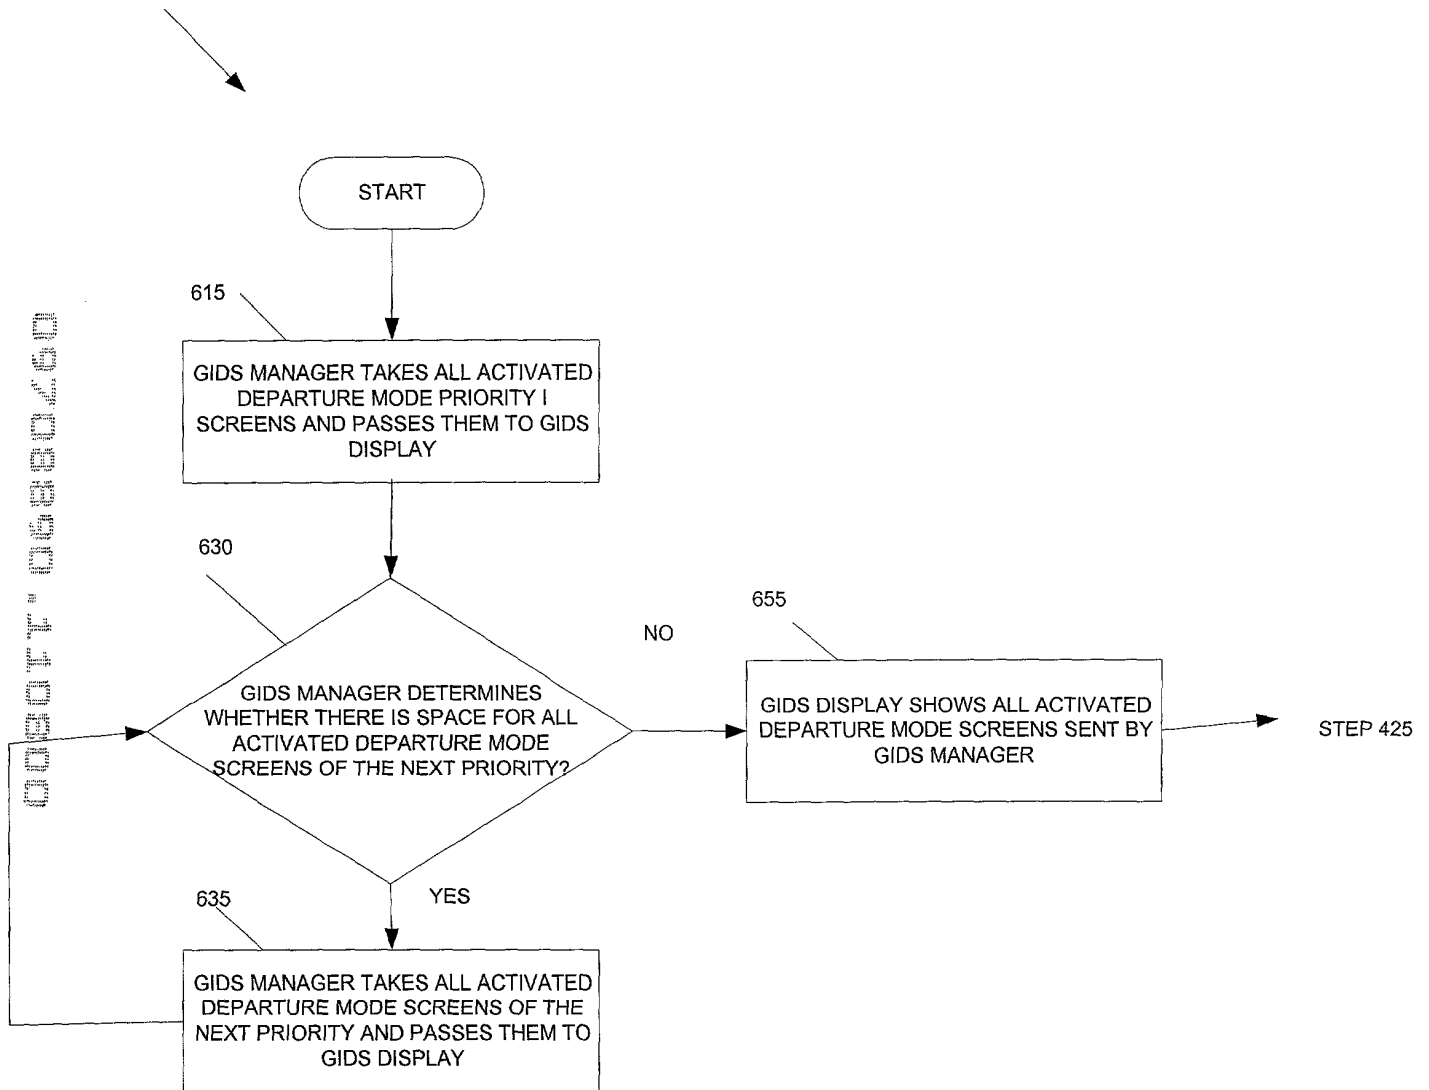 START
615
GIDS MANAGER TAKES ALL ACTIVATED
DEPARTURE MODE PRIORITY I
SCREENS AND PASSES THEM TO GIDS
DISPLAY
630
GIDS MANAGER DETERMINES
WHETHER THERE IS SPACE FOR ALL
ACTIVATED DEPARTURE MODE
SCREENS OF THE NEXT PRIORITY?
NO
655
GIDS DISPLAY SHOWS ALL ACTIVATED
DEPARTURE MODE SCREENS SENT BY
GIDS MANAGER
STEP 425
YES
635
GIDS MANAGER TAKES ALL ACTIVATED
DEPARTURE MODE SCREENS OF THE
NEXT PRIORITY AND PASSES THEM TO
GIDS DISPLAY